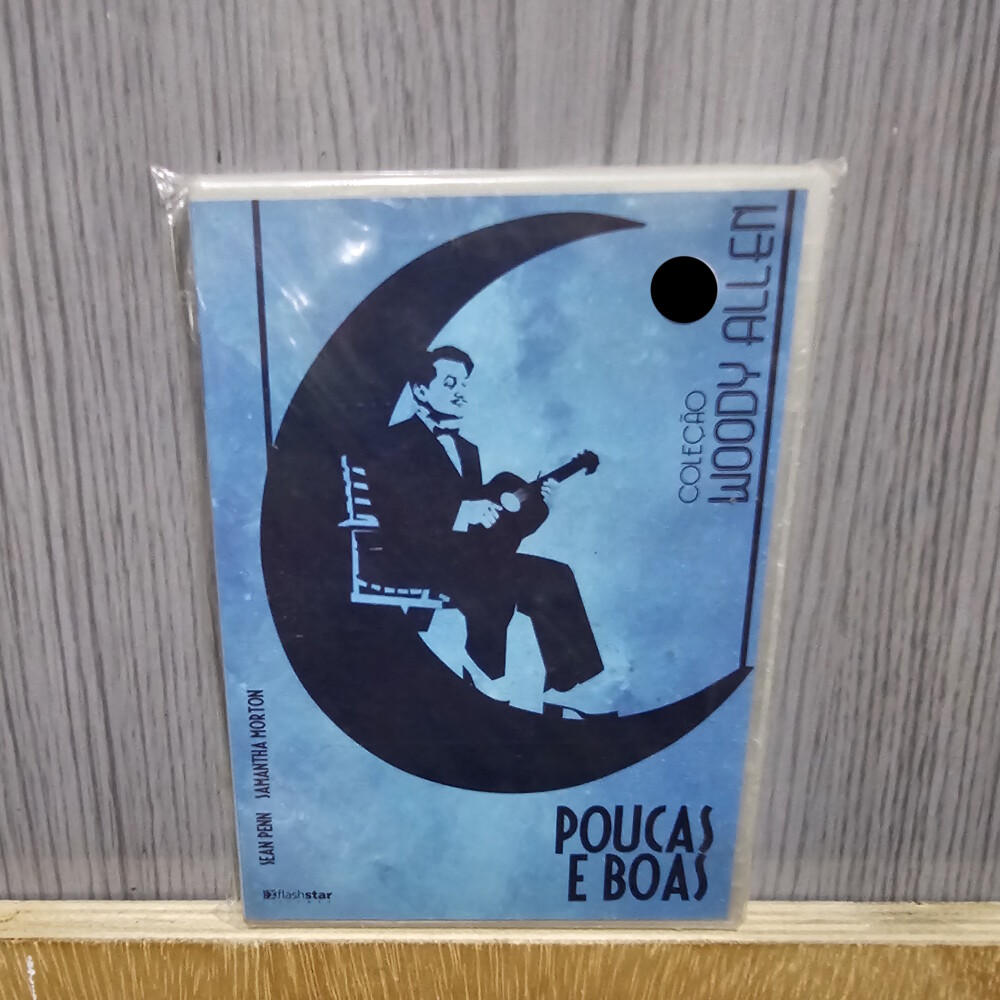 COLEÇÃO
WOODY ALLEN
SEAN PENN SAMANTHA MORTON
POUCAS
E BOAS
flashstar